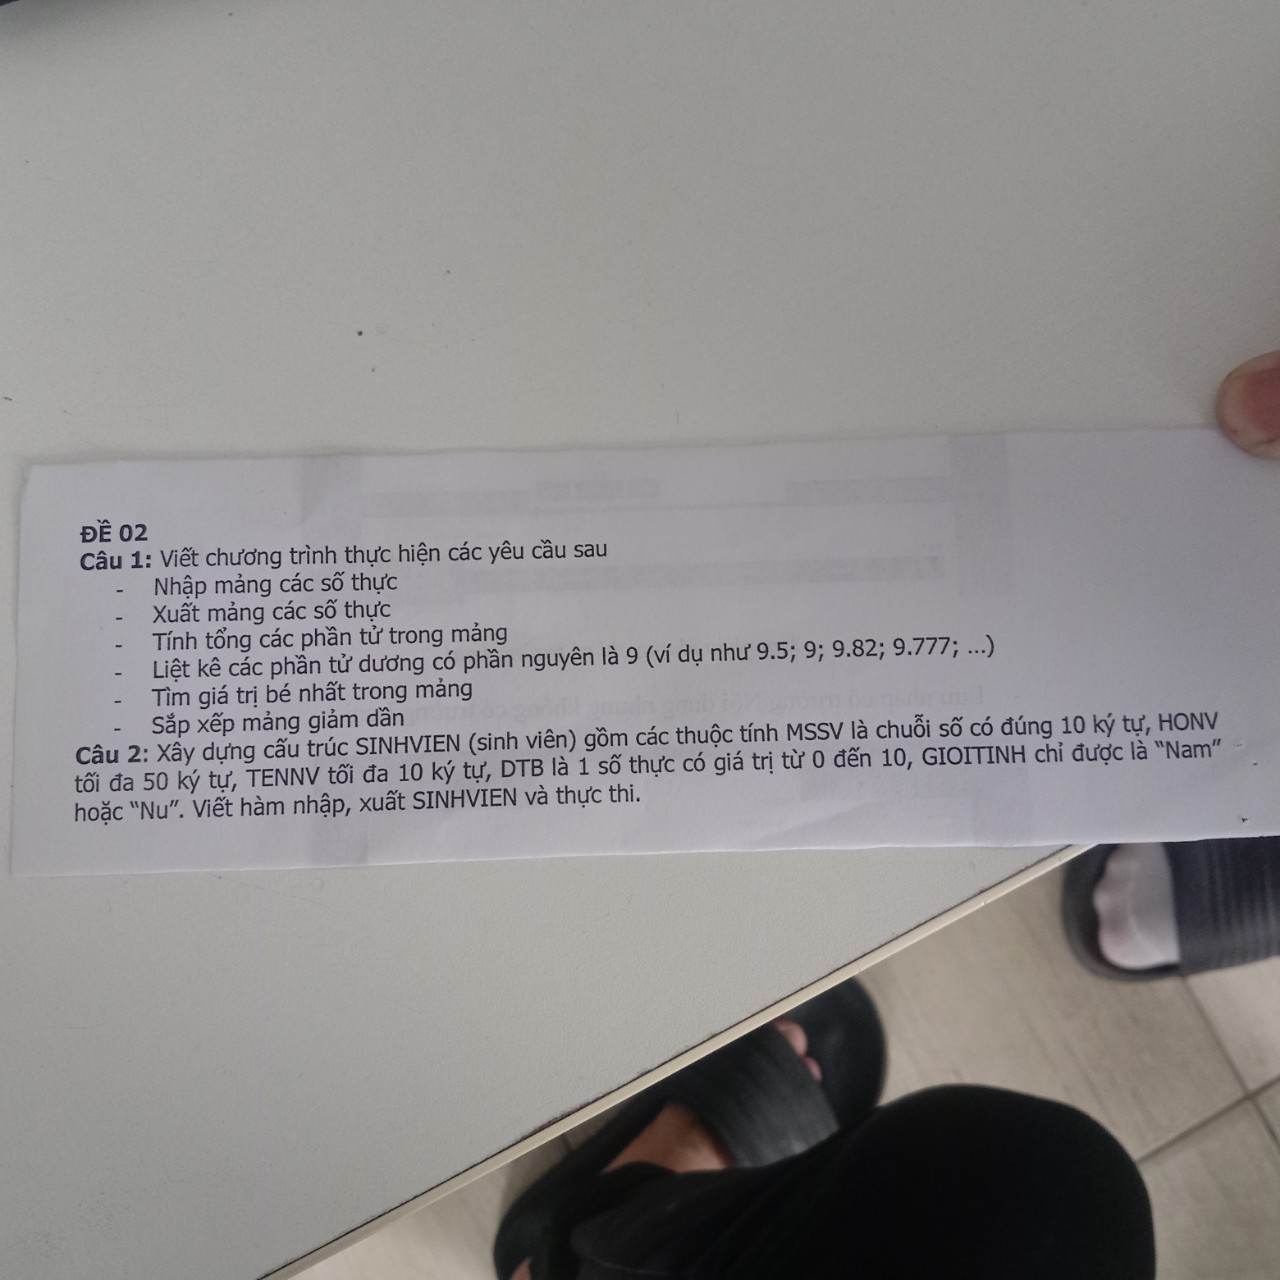 ĐỀ 02
Câu 1: Viết chương trình thực hiện các yêu cầu sau
- Nhập mảng các số thực
- Xuất mảng các số thực
- Tính tổng các phần tử trong mảng
- Liệt kê các phần tử dương có phần nguyên là 9 (ví dụ như 9.5; 9; 9.82; 9.777; ...)
- Tìm giá trị bé nhất trong mảng
- Sắp xếp mảng giảm dần
Câu 2: Xây dựng cấu trúc SINHVIEN (sinh viên) gồm các thuộc tính MSSV là chuỗi số có đúng 10 ký tự, HONV
tối đa 50 ký tự, TENNV tối đa 10 ký tự, DTB là 1 số thực có giá trị từ 0 đến 10, GIOITINH chỉ được là “Nam”
hoặc “Nu”. Viết hàm nhập, xuất SINHVIEN và thực thi.